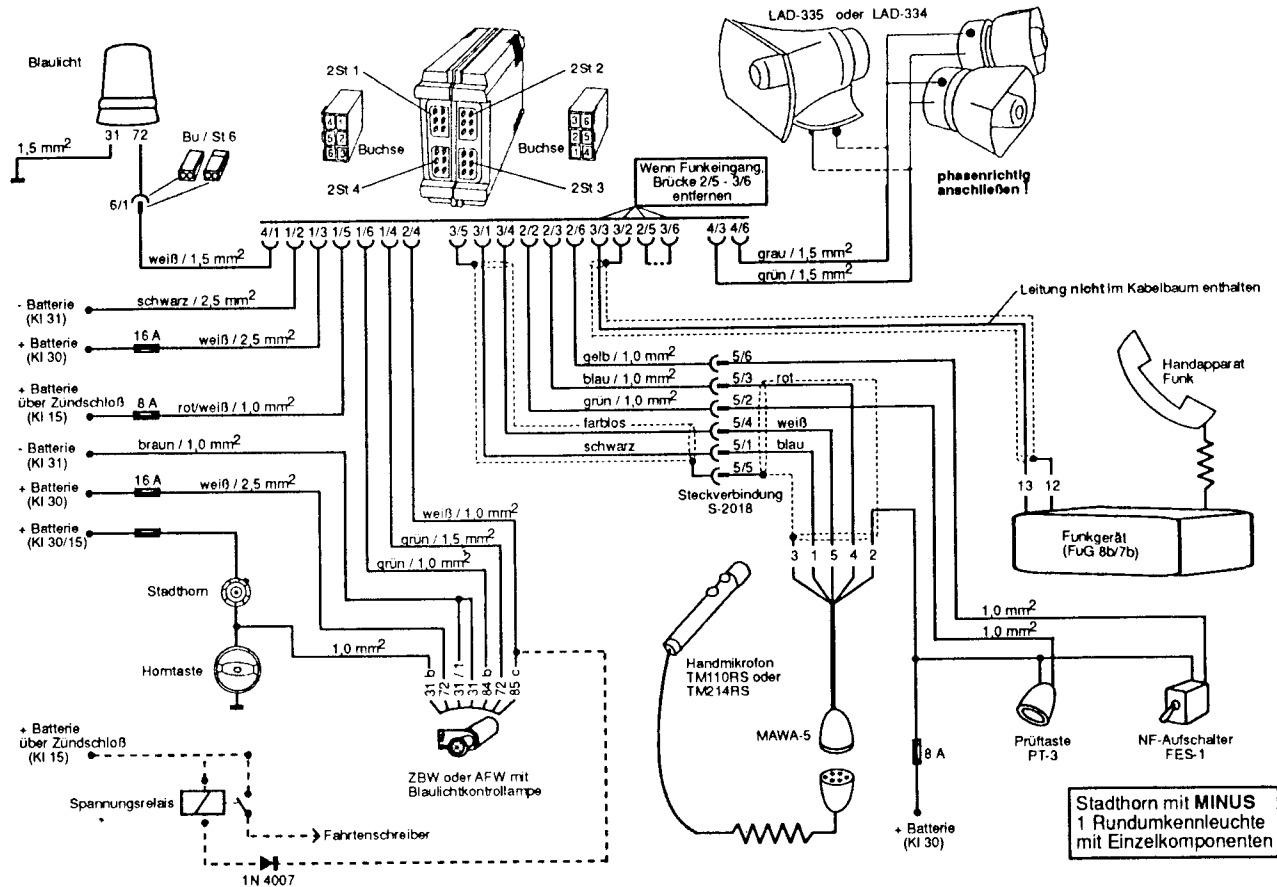 LAD-335 oder LAD-334
Blaulicht
31 72
1,5 mm2
Bu / St 6
6/1
2St 1
2St 2
4 1
5 2
6 3
Buchse
Buchse
3 6
2 5
1 4
2St 4
2St 3
Wenn Funkeingang,
Brücke 2/5 - 3/6
entfernen
phasenrichtig
anschließen !
4/1 1/2 1/3 1/5 1/6 1/4 2/4 3/5 3/1 3/4 2/2 2/3 2/6 3/3 3/2 2/5 3/6 4/3 4/6
weiß / 1,5 mm2
grau / 1,5 mm2
grün / 1,5 mm2
Leitung nicht im Kabelbaum enthalten
- Batterie
(Kl 31)
schwarz / 2,5 mm2
+ Batterie
(Kl 30)
16 A
weiß / 2,5 mm2
+ Batterie
über Zündschloß
(Kl 15)
8 A
rot/weiß / 1,0 mm2
- Batterie
(Kl 31)
braun / 1,0 mm2
+ Batterie
(Kl 30)
16 A
weiß / 2,5 mm2
+ Batterie
(Kl 30/15)
gelb / 1,0 mm2
5/6
blau / 1,0 mm2
5/3
rot
grün / 1,0 mm2
5/2
farblos
5/4
weiß
schwarz
5/1
blau
5/5
Steckverbindung
S-2018
Handapparat
Funk
13 12
Funkgerät
(FuG 8b/7b)
weiß / 1,0 mm2
grün / 1,5 mm2
grün / 1,0 mm2
3 1 5 4 2
Stadthorn
Horntaste
1,0 mm2
31 b
72
31 / 1
31
84 b
72
85 c
Handmikrofon
TM110RS oder
TM214RS
MAWA-5
1,0 mm2
1,0 mm2
8 A
+ Batterie
(Kl 30)
Prüftaste
PT-3
NF-Aufschalter
FES-1
+ Batterie
über Zündschloß
(Kl 15)
Spannungsrelais
Fahrtenschreiber
1N 4007
ZBW oder AFW mit
Blaulichtkontrollampe
Stadthorn mit MINUS
1 Rundumkennleuchte
mit Einzelkomponenten